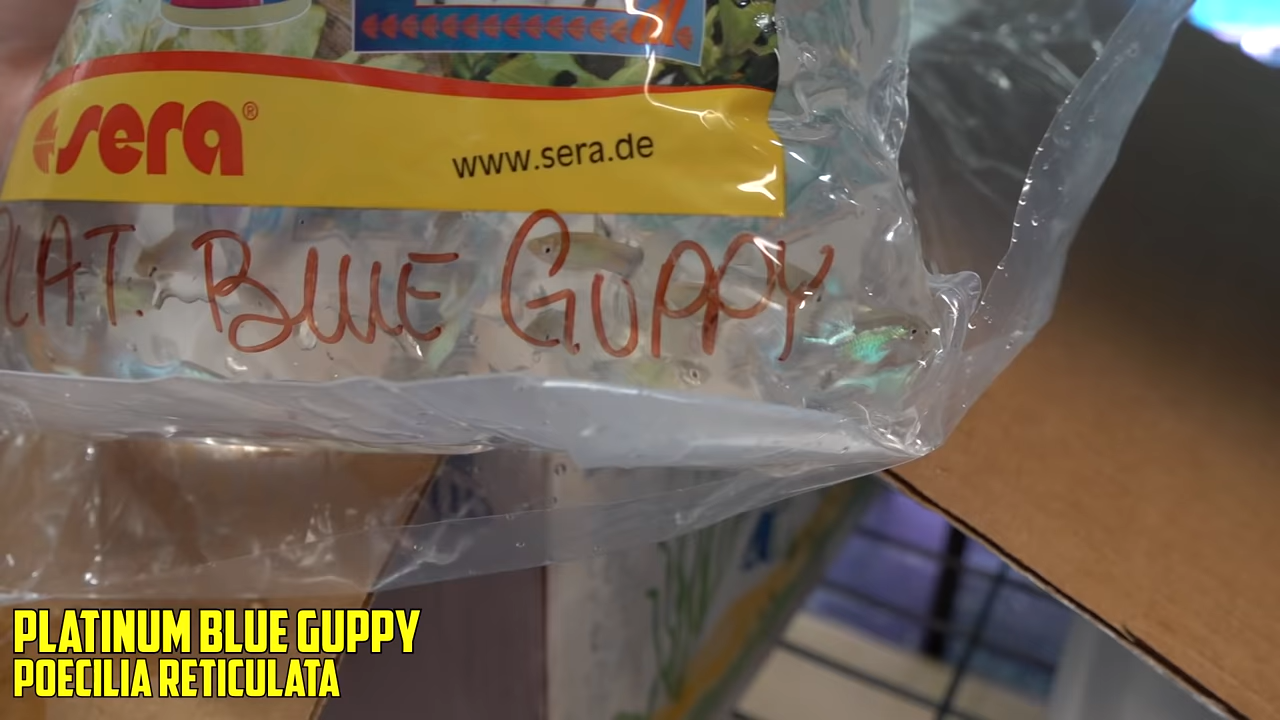 sera®
www.sera.de
PLAT. BLUE GUPPY
PLATINUM BLUE GUPPY
POECILIA RETICULATA